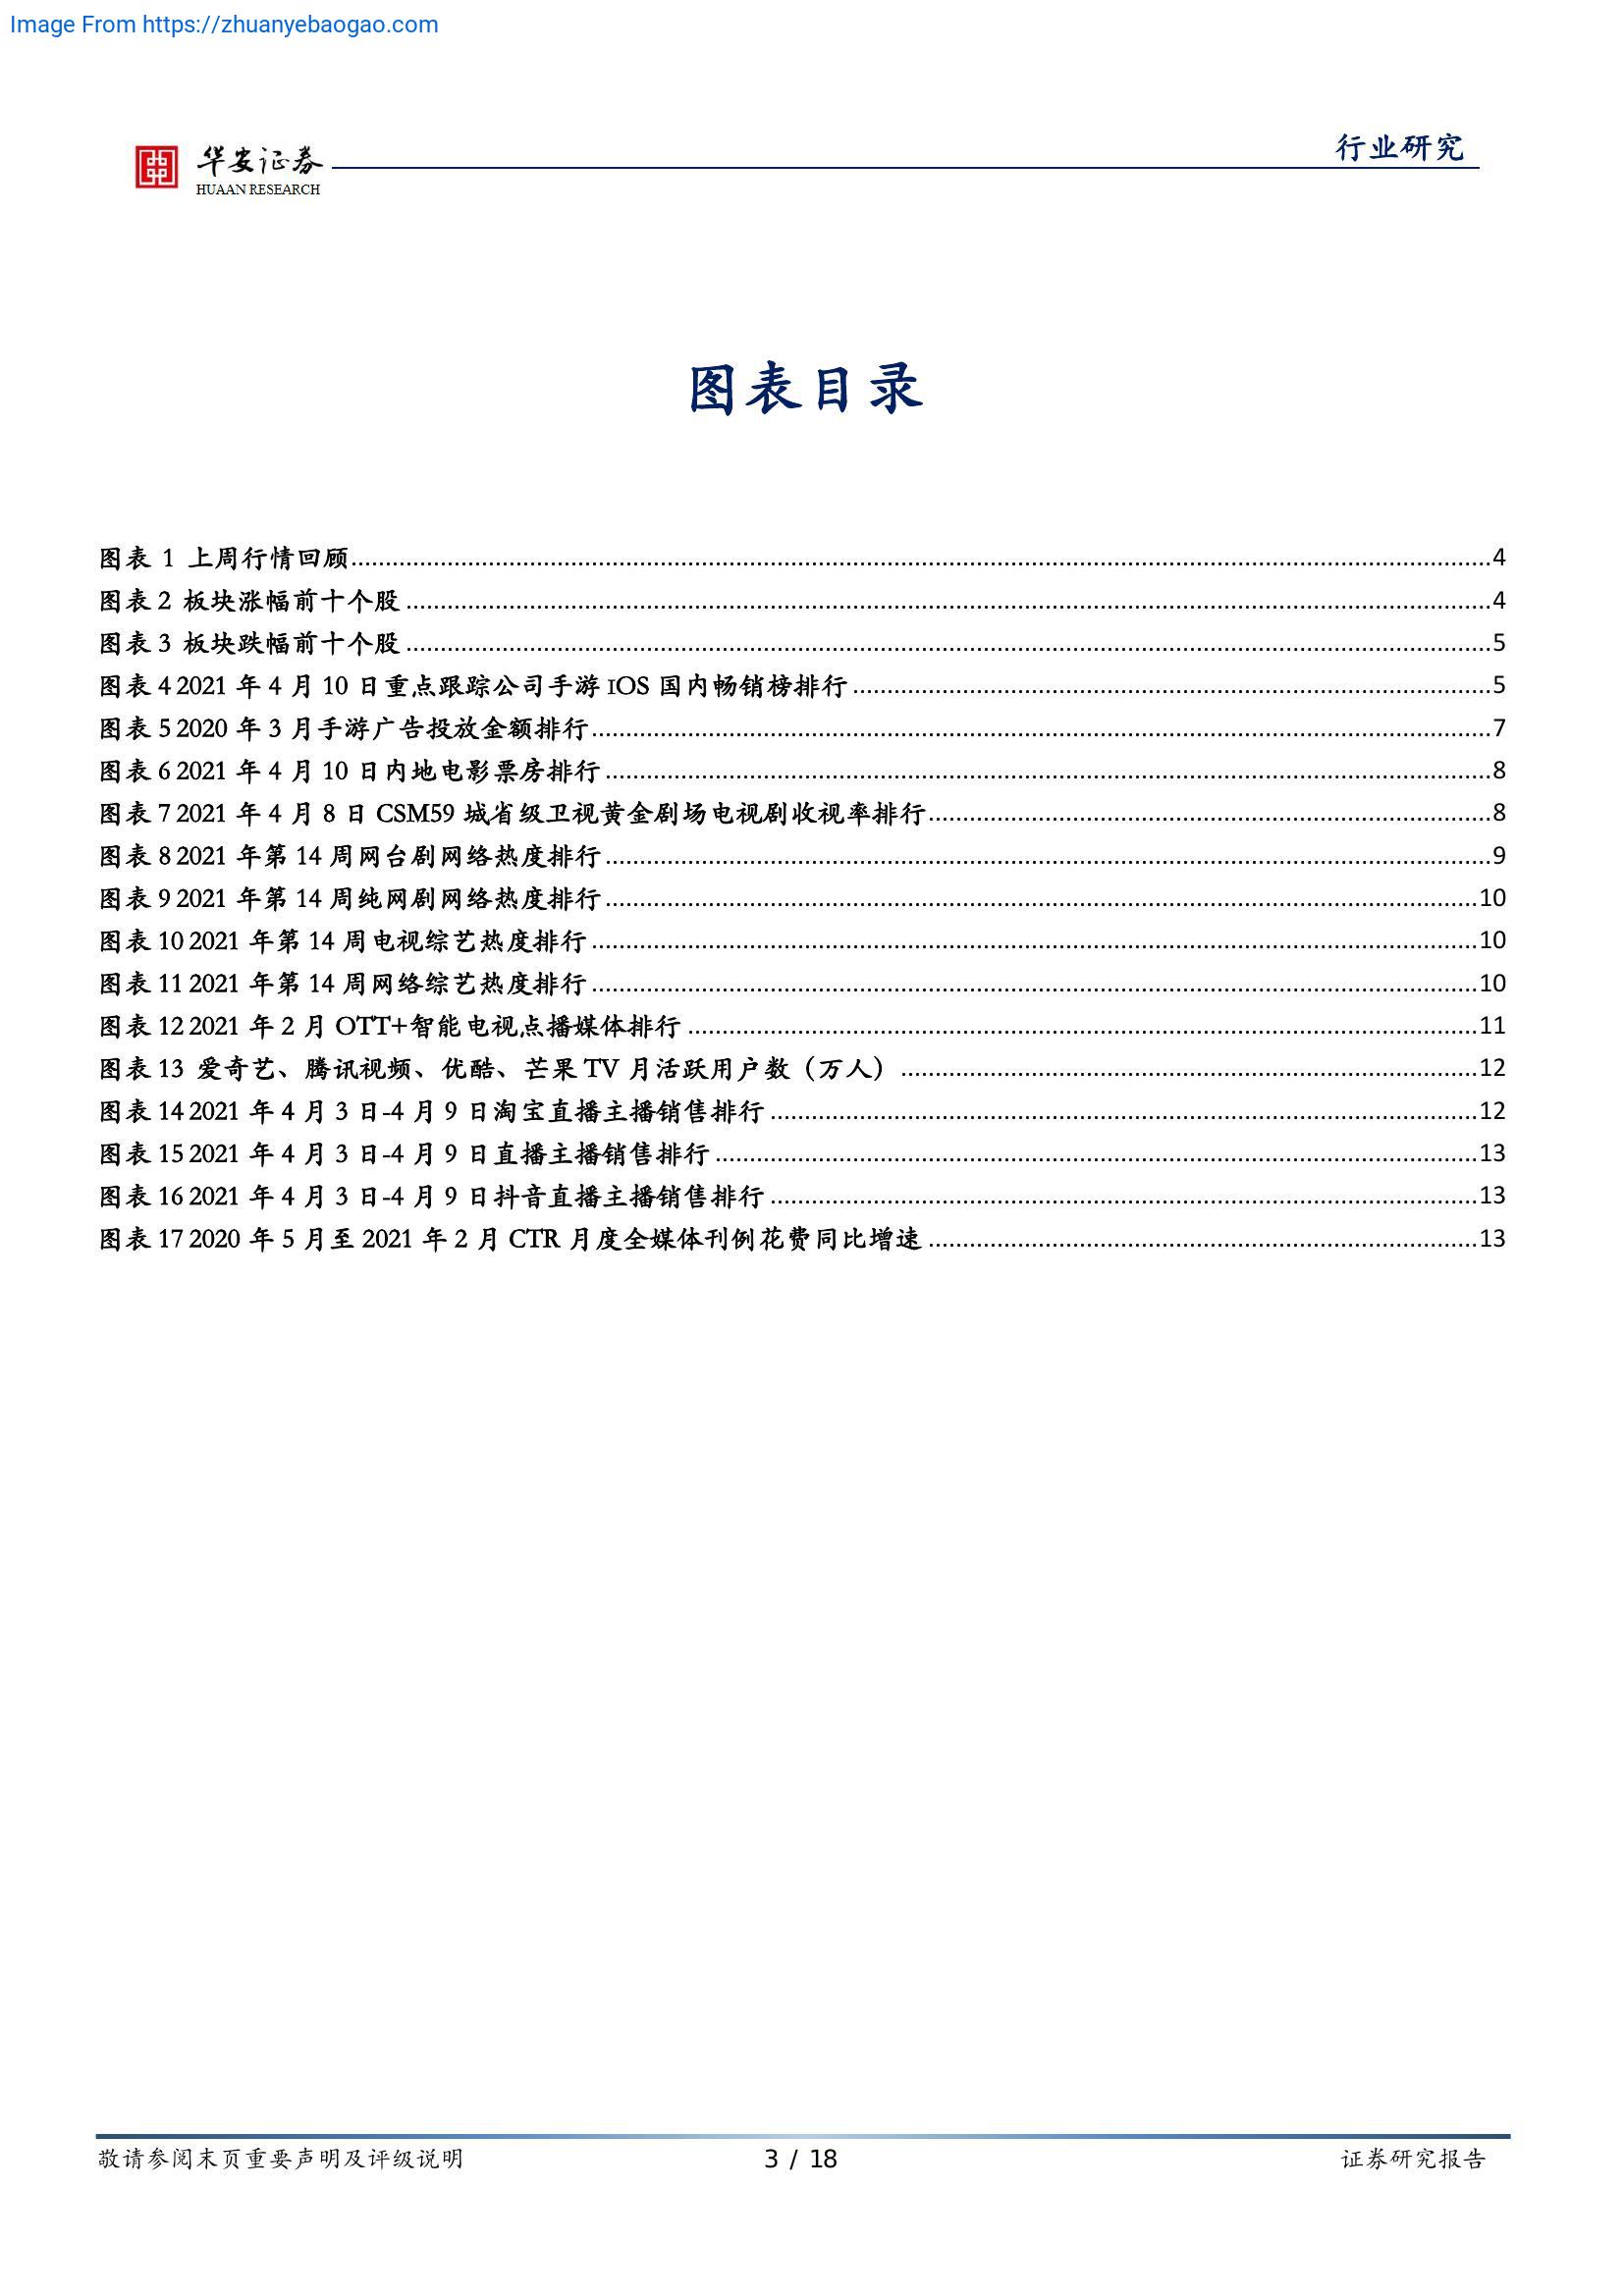 Image From https://zhuanyebaogao.com
华安证券
HUAAN RESEARCH
行业研究
图表目录
图表 1 上周行情回顾 4
图表 2 板块涨幅前十个股 4
图表 3 板块跌幅前十个股 5
图表 4 2021 年 4 月 10 日重点跟踪公司手游 IOS 国内畅销榜排行 5
图表 5 2020 年 3 月手游广告投放金额排行 7
图表 6 2021 年 4 月 10 日内地电影票房排行 8
图表 7 2021 年 4 月 8 日 CSM59 城省级卫视黄金剧场电视剧收视率排行 8
图表 8 2021 年第 14 周网台剧网络热度排行 9
图表 9 2021 年第 14 周纯网剧网络热度排行 10
图表 10 2021 年第 14 周电视综艺热度排行 10
图表 11 2021 年第 14 周网络综艺热度排行 10
图表 12 2021 年 2 月 OTT+智能电视点播媒体排行 11
图表 13 爱奇艺、腾讯视频、优酷、芒果 TV 月活跃用户数（万人） 12
图表 14 2021 年 4 月 3 日-4 月 9 日淘宝直播主播销售排行 12
图表 15 2021 年 4 月 3 日-4 月 9 日直播主播销售排行 13
图表 16 2021 年 4 月 3 日-4 月 9 日抖音直播主播销售排行 13
图表 17 2020 年 5 月至 2021 年 2 月 CTR 月度全媒体刊例花费同比增速 13
敬请参阅末页重要声明及评级说明
3 / 18
证券研究报告